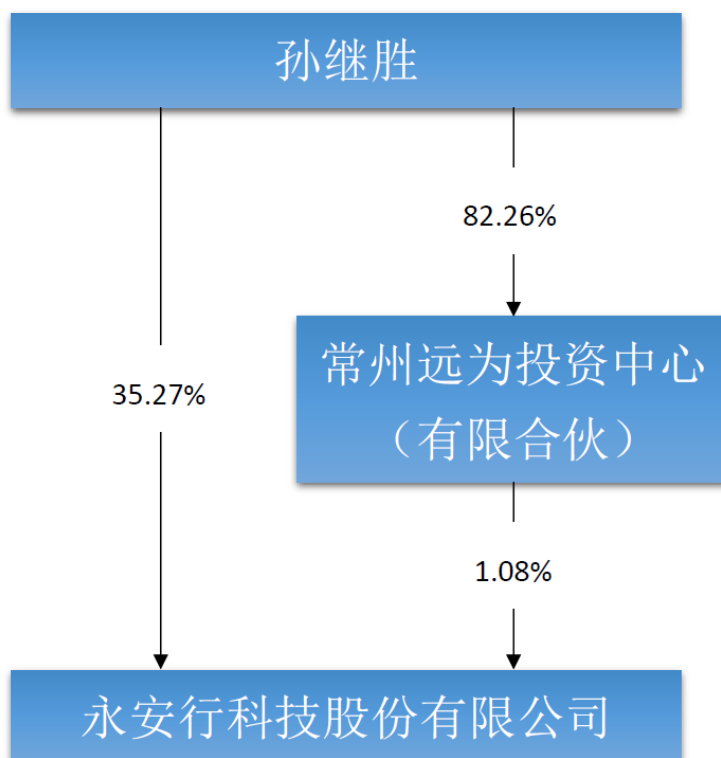 孙继胜
82.26%
常州远为投资中心
（有限合伙）
35.27%
1.08%
永安行科技股份有限公司